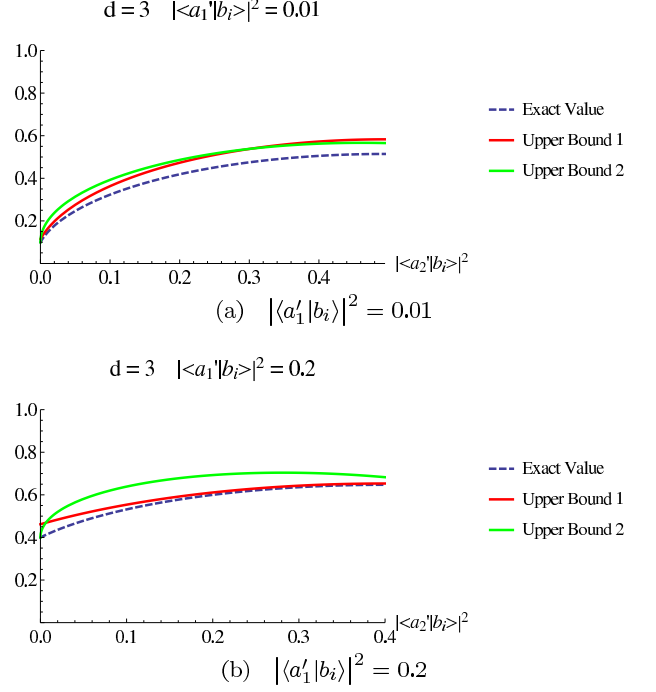 d = 3 |<a₁'|bᵢ>|² = 0.01
1.0
0.8
0.6
0.4
0.2
0.0 0.1 0.2 0.3 0.4
|<a₂'|bᵢ>|²
Exact Value
Upper Bound 1
Upper Bound 2
(a) |⟨a′₁|bᵢ⟩|² = 0.01
d = 3 |<a₁'|bᵢ>|² = 0.2
1.0
0.8
0.6
0.4
0.2
0.0 0.1 0.2 0.3 0.4
|<a₂'|bᵢ>|²
Exact Value
Upper Bound 1
Upper Bound 2
(b) |⟨a′₁|bᵢ⟩|² = 0.2